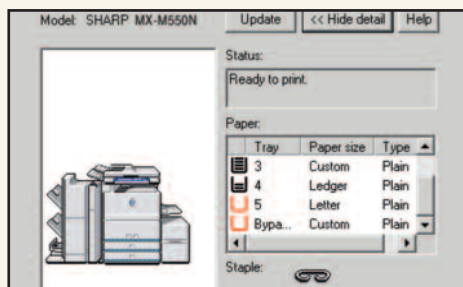 Model: SHARP MX-M550N
Update
<< Hide detail
Help
Status:
Ready to print.
Paper:
Tray Paper size Type
3 Custom Plain
4 Ledger Plain
5 Letter Plain
Bypa... Custom Plain
Staple: